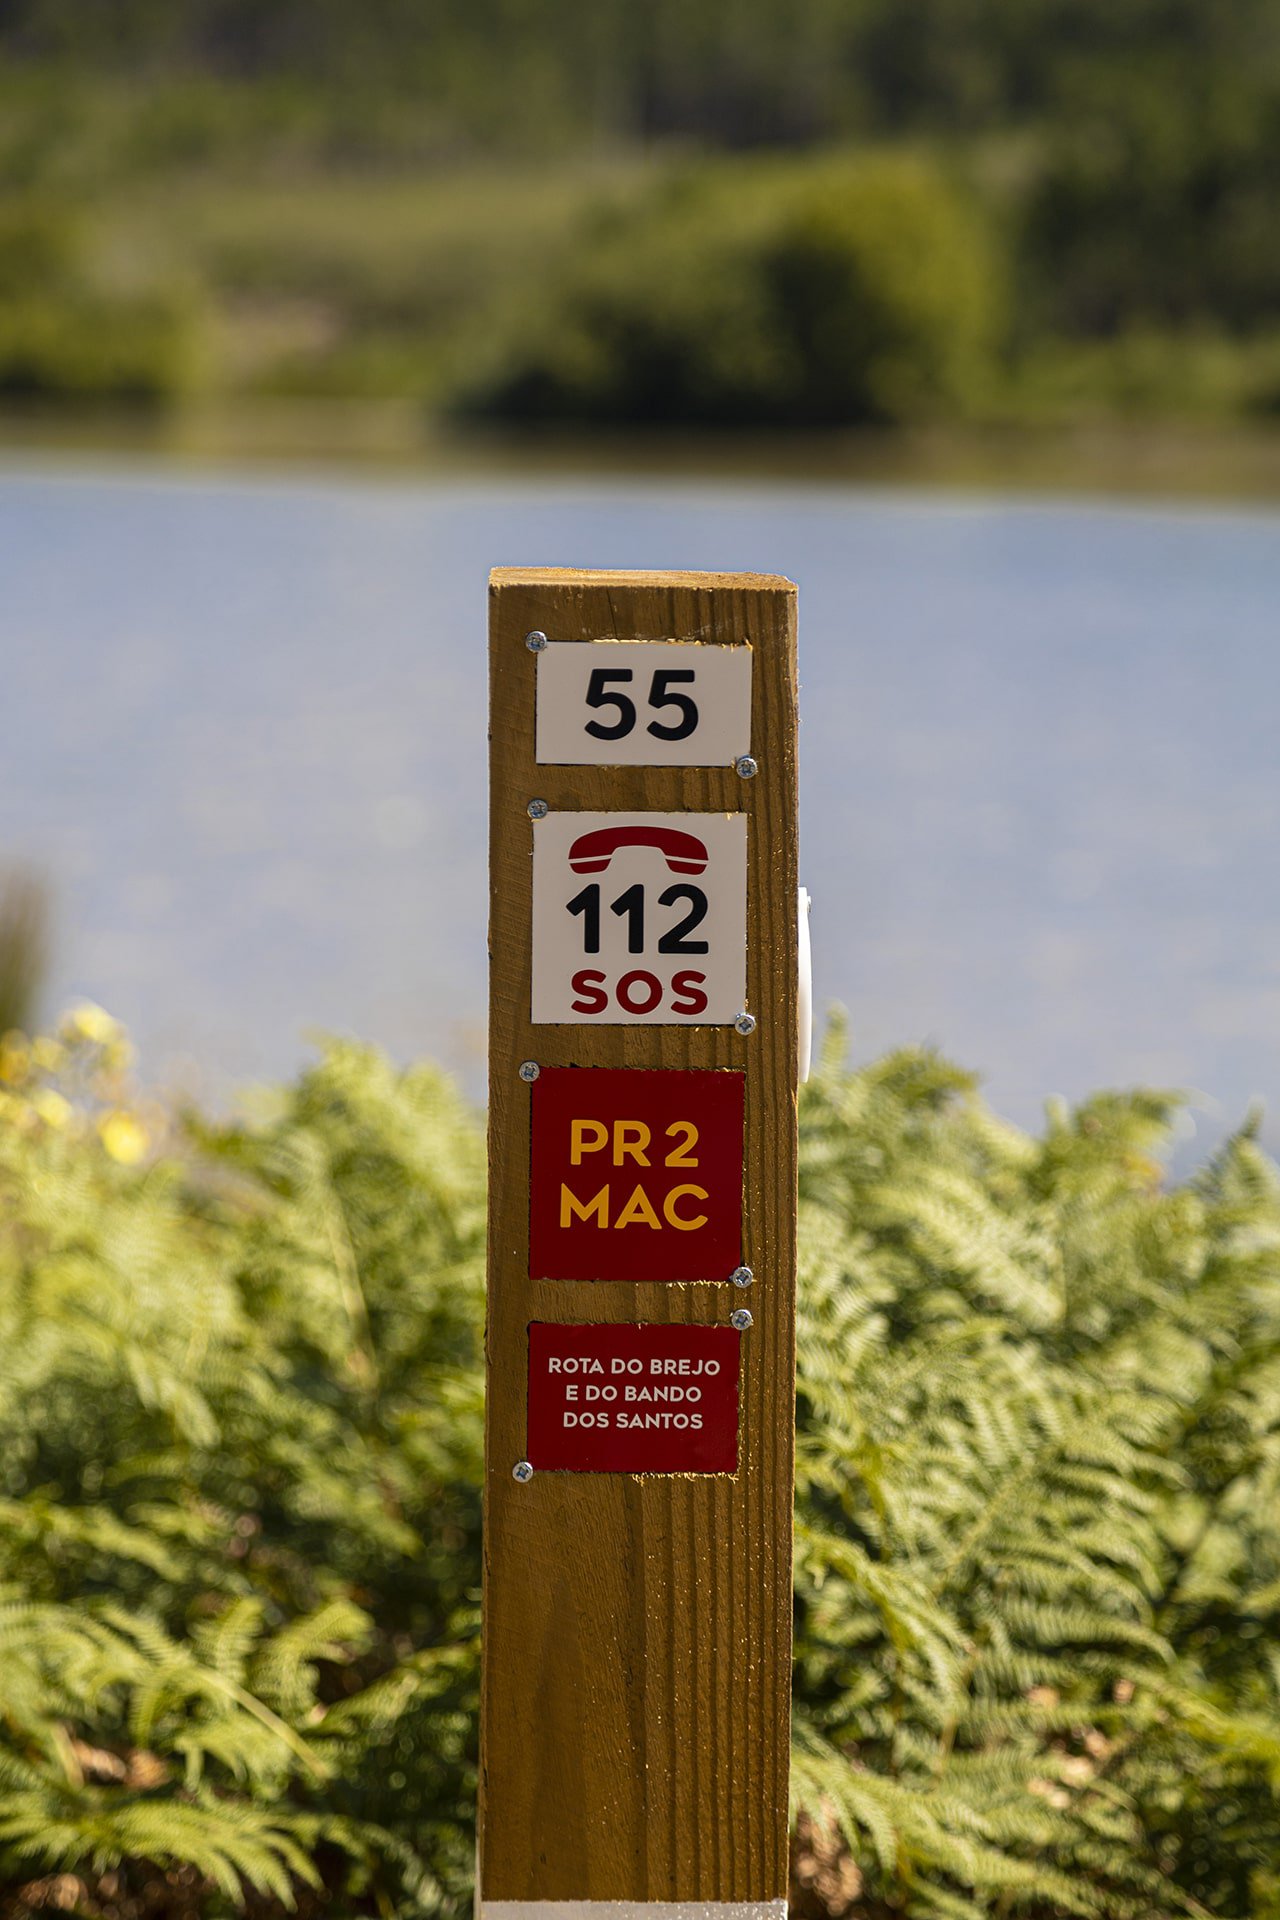 55
112
SOS
PR 2
MAC
ROTA DO BREJO
E DO BANDO
DOS SANTOS